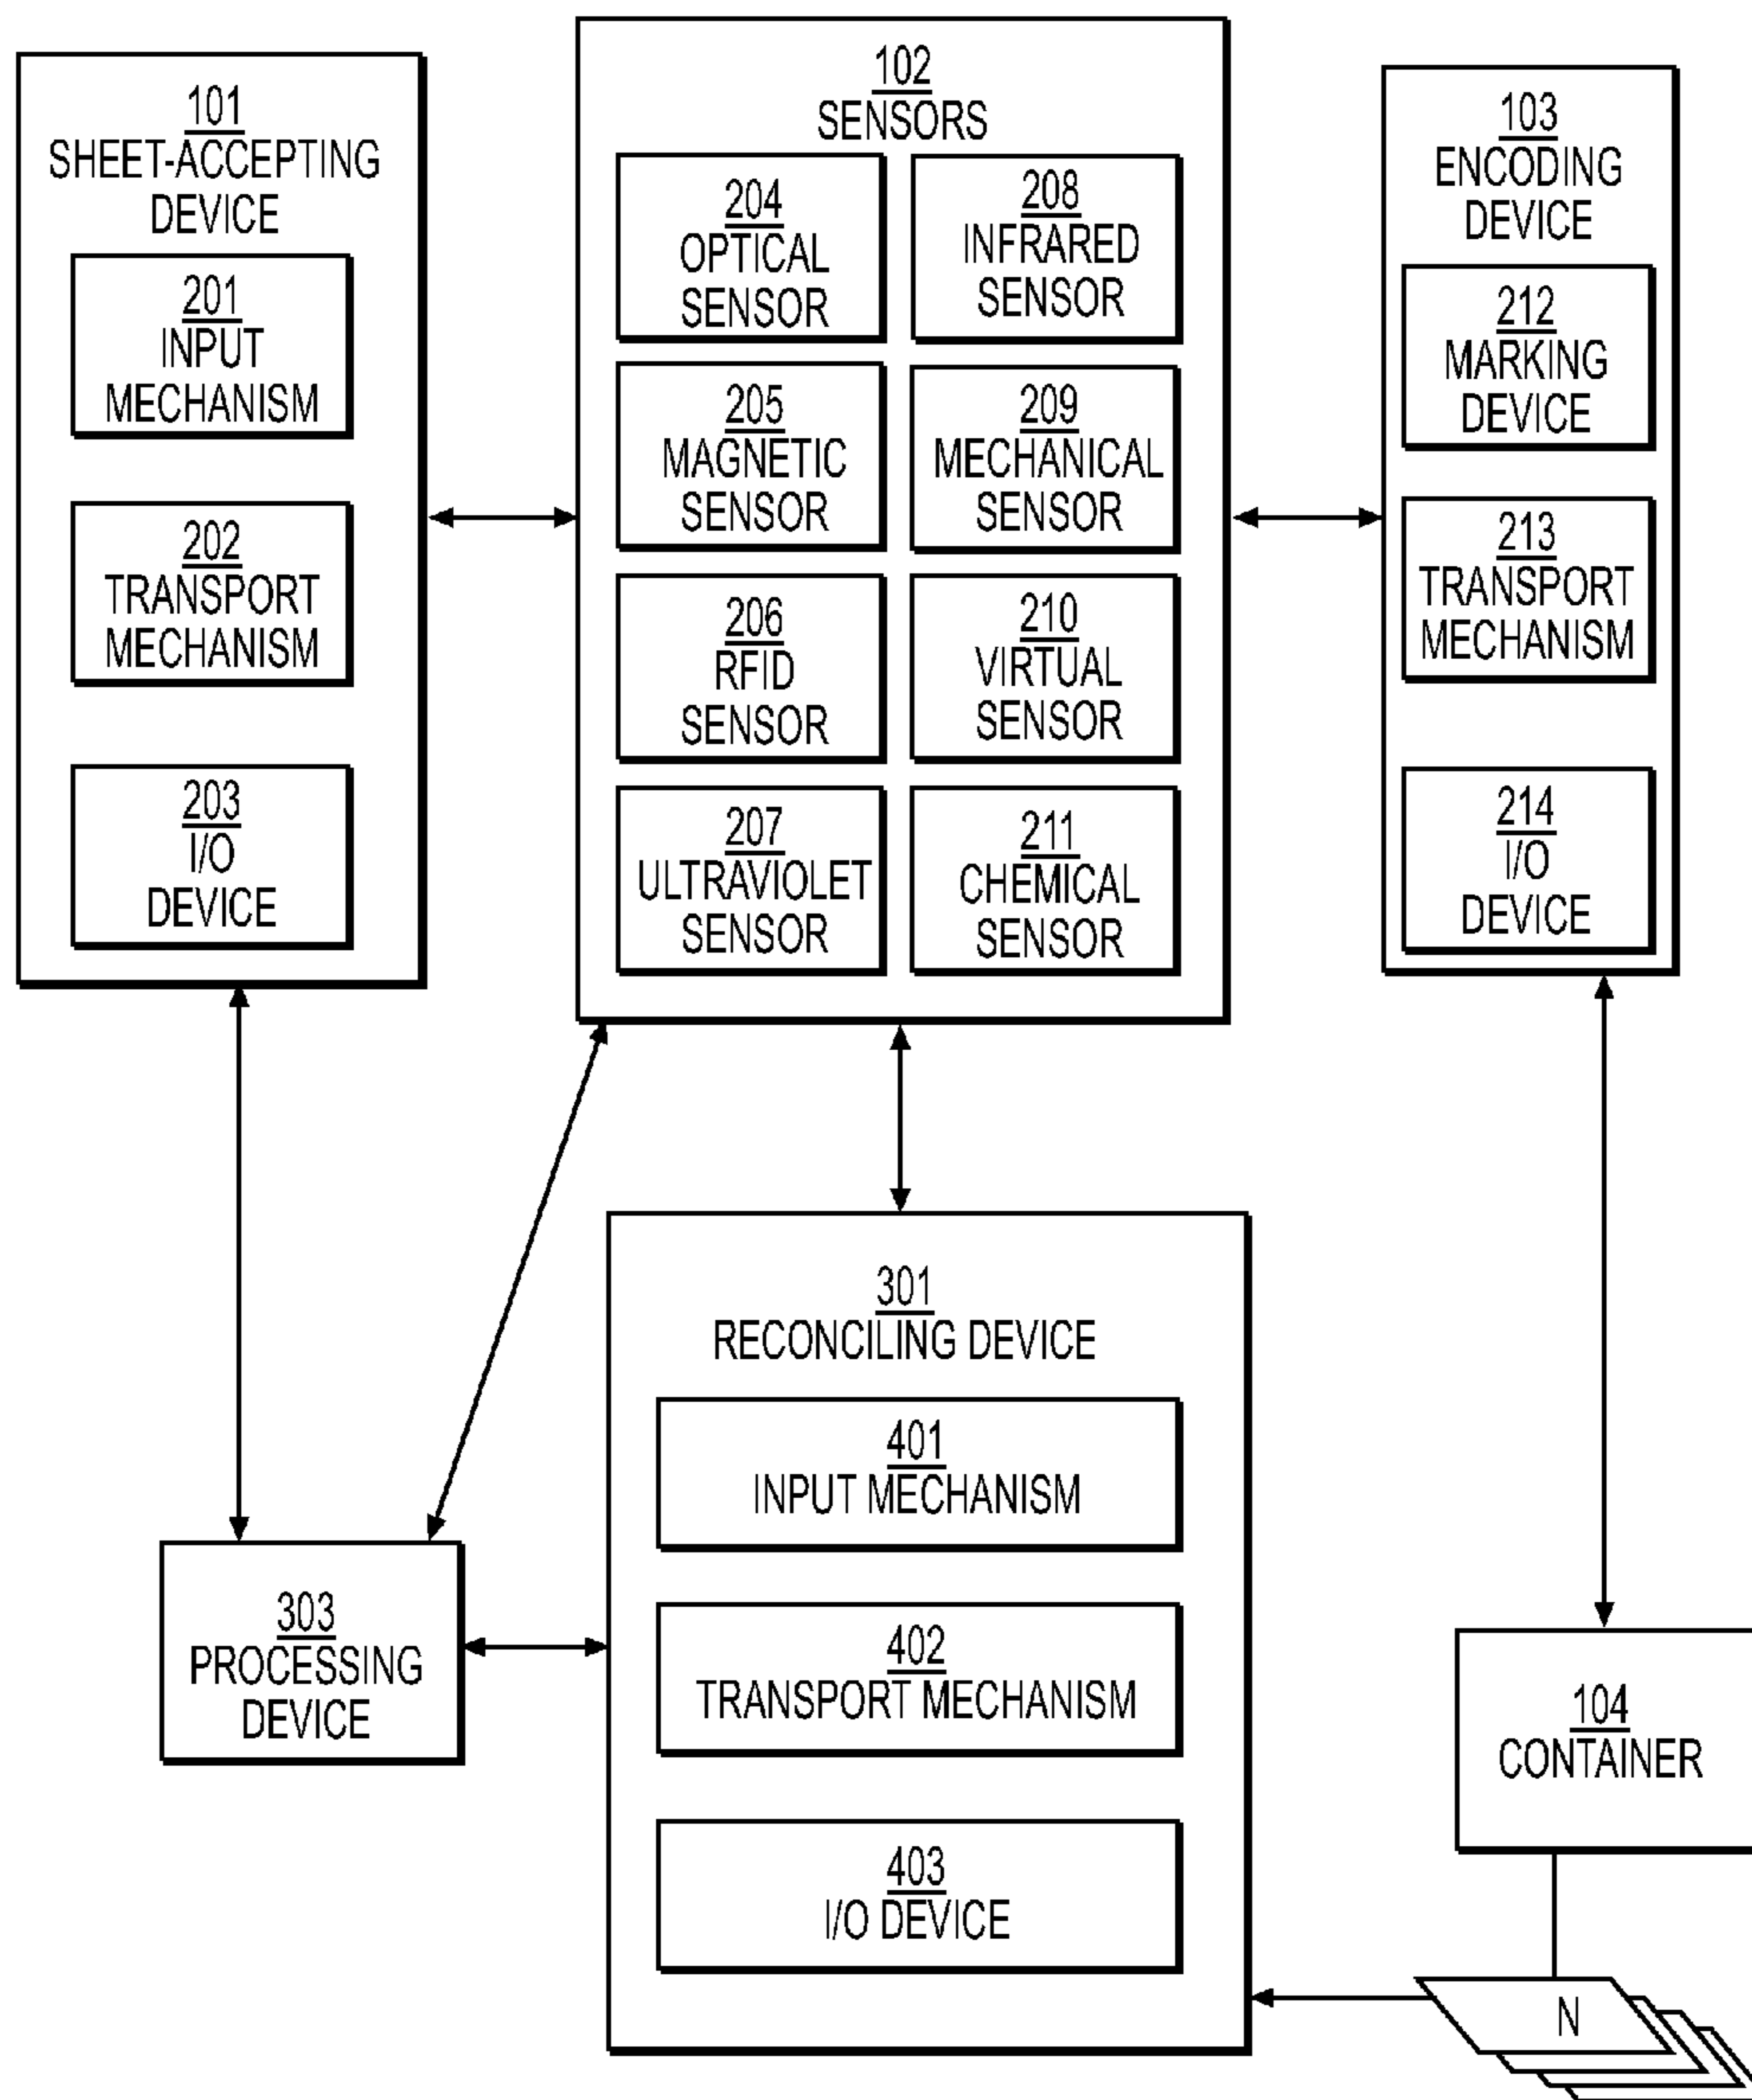 101
SHEET-ACCEPTING
DEVICE
201
INPUT
MECHANISM
202
TRANSPORT
MECHANISM
203
I/O
DEVICE
102
SENSORS
204
OPTICAL
SENSOR
208
INFRARED
SENSOR
205
MAGNETIC
SENSOR
209
MECHANICAL
SENSOR
206
RFID
SENSOR
210
VIRTUAL
SENSOR
207
ULTRAVIOLET
SENSOR
211
CHEMICAL
SENSOR
103
ENCODING
DEVICE
212
MARKING
DEVICE
213
TRANSPORT
MECHANISM
214
I/O
DEVICE
301
RECONCILING DEVICE
401
INPUT MECHANISM
402
TRANSPORT MECHANISM
403
I/O DEVICE
303
PROCESSING
DEVICE
104
CONTAINER
N